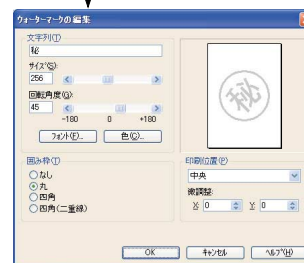 ウォーターマークの編集
文字列(T)
秘
サイズ(S):
256
回転角度(G):
45
-180 0 +180
フォント(F)... 色(C)...
囲み枠(T)
なし
丸
四角
四角(二重線)
秘
印刷位置(P)
中央
微調整:
X: 0 Y: 0
OK キャンセル ヘルプ(H)